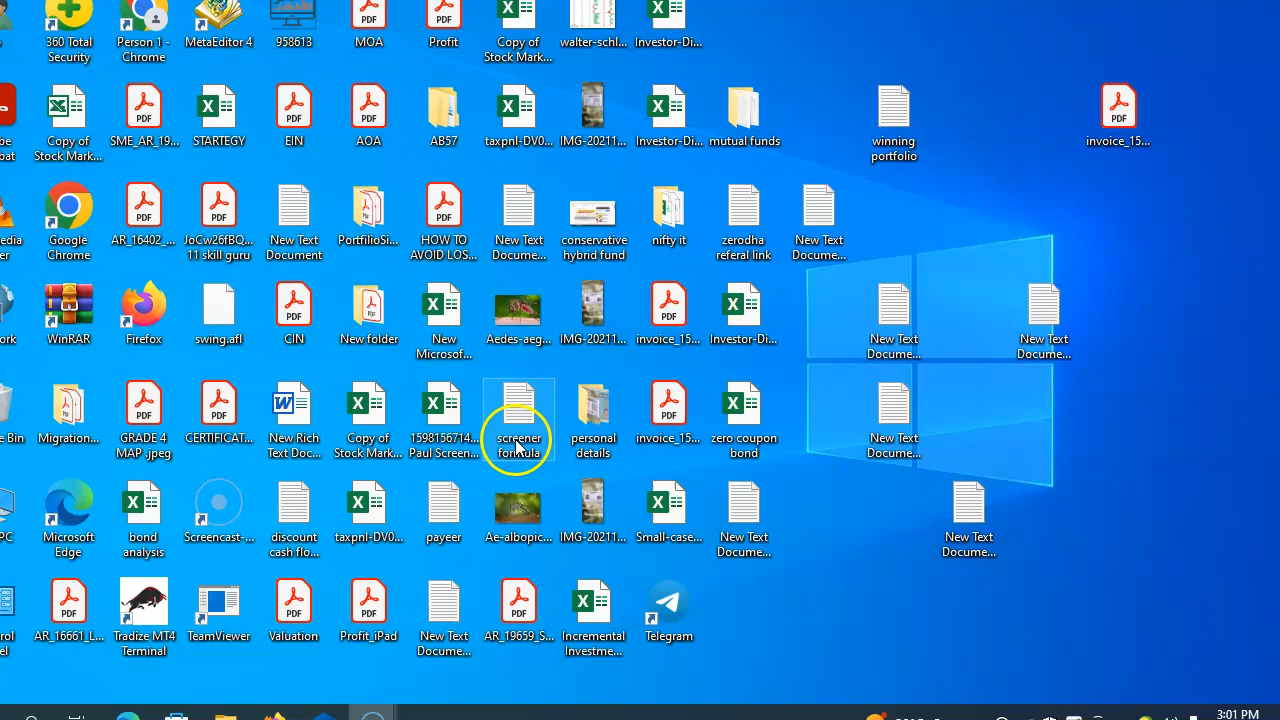 360 Total
Security
Person 1 -
Chrome
MetaEditor 4
958613
MOA
Profit
Copy of
Stock Mark...
walter-schl...
Investor-Di...
Copy of
Stock Mark...
SME_AR_19...
STARTEGY
EIN
AOA
AB57
taxpnl-DV0...
IMG-20211...
Investor-Di...
mutual funds
winning
portfolio
invoice_15...
Google
Chrome
AR_16402_...
JoCw26fBQ...
11 skill guru
New Text
Document
PortfilioSi...
HOW TO
AVOID LOS...
New Text
Docume...
conservative
hybrid fund
nifty it
zerodha
referal link
New Text
Docume...
WinRAR
Firefox
swing.afl
CIN
New folder
New
Microsof...
Aedes-aeg...
IMG-20211...
invoice_15...
Investor-Di...
New Text
Docume...
New Text
Docume...
Bin
Migration...
GRADE 4
MAP .jpeg
CERTIFICAT...
New Rich
Text Doc...
Copy of
Stock Mark...
1598156714...
Paul Screen...
screener
formula
personal
details
invoice_15...
zero coupon
bond
New Text
Docume...
PC
Microsoft
Edge
bond
analysis
Screencast-...
discount
cash flo...
taxpnl-DV0...
payeer
Ae-albopic...
IMG-20211...
Small-case...
New Text
Docume...
New Text
Docume...
AR_16661_L...
Tradize MT4
Terminal
TeamViewer
Valuation
Profit_iPad
New Text
Docume...
AR_19659_S...
Incremental
Investme...
Telegram
3:01 PM